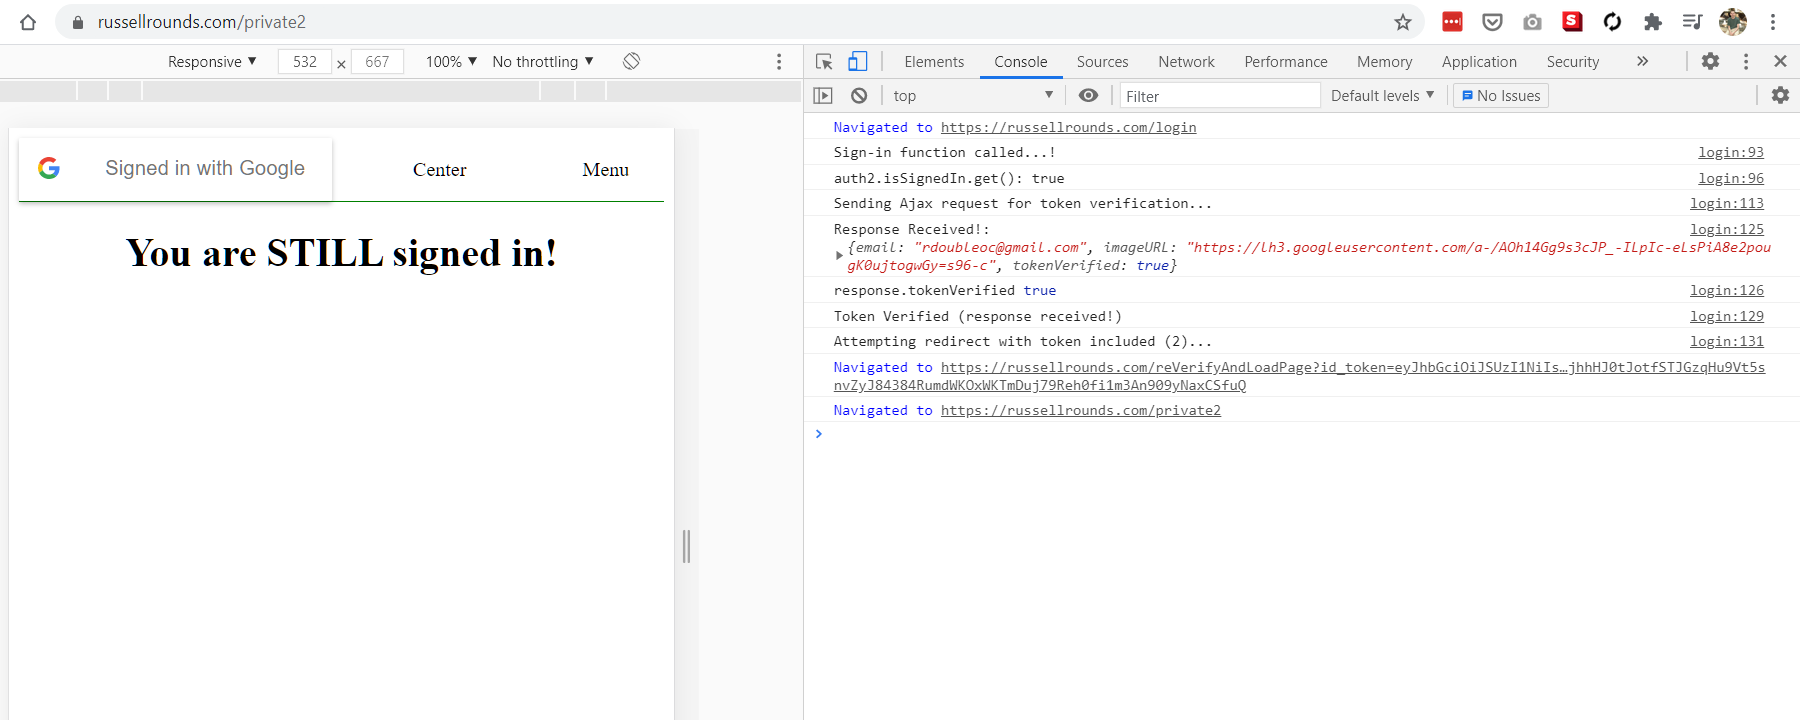 russellrounds.com/private2
Responsive ▼ 532 × 667 100% ▼ No throttling ▼
Elements Console Sources Network Performance Memory Application Security »
top ▼ Filter Default levels ▼ No Issues
Signed in with Google Center Menu
You are STILL signed in!
Navigated to https://russellrounds.com/login
Sign-in function called...! login:93
auth2.isSignedIn.get(): true login:96
Sending Ajax request for token verification... login:113
Response Received!: login:125
{email: "rdoubleoc@gmail.com", imageURL: "https://lh3.googleusercontent.com/a-/AOh14Gg9s3cJP_-ILpIc-eLsPiA8e2pou
gK0ujtogwGy=s96-c", tokenVerified: true}
response.tokenVerified true login:126
Token Verified (response received!) login:129
Attempting redirect with token included (2)... login:131
Navigated to https://russellrounds.com/reVerifyAndLoadPage?id_token=eyJhbGciOiJSUzI1NiIs…jhhHJ0tJotfSTJGzqHu9Vt5s
nvZyJ84384RumdWKOxWKTmDuj79Reh0fi1m3An909yNaxCSfuQ
Navigated to https://russellrounds.com/private2